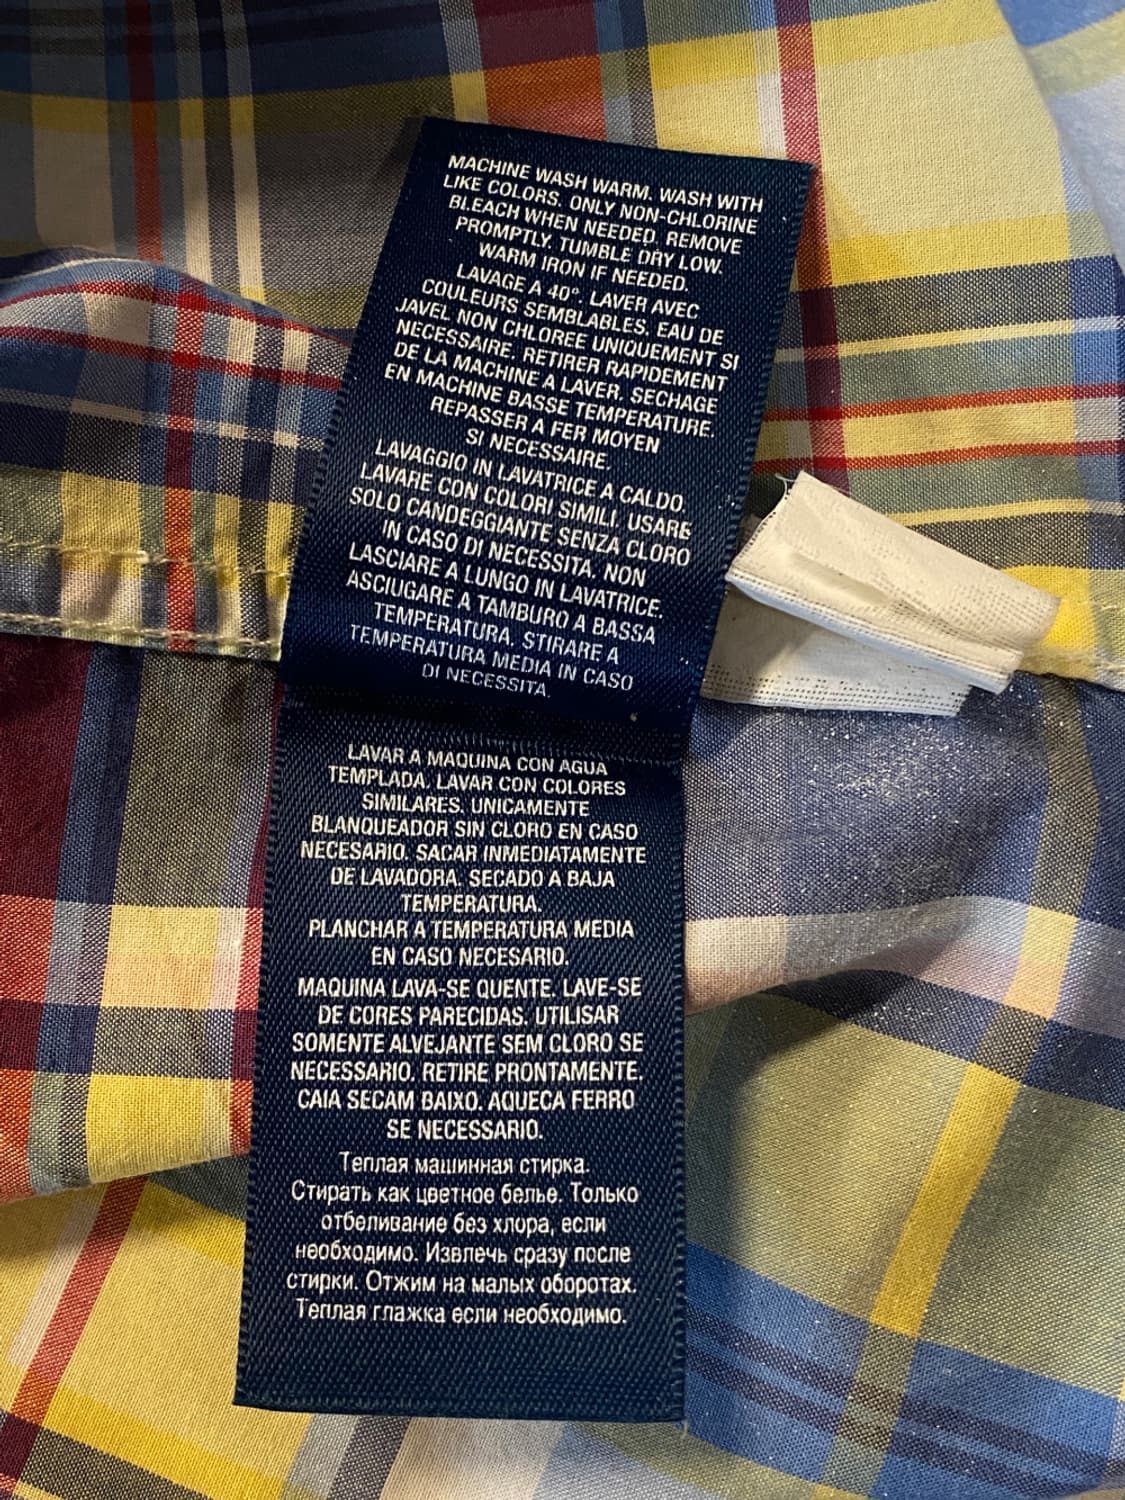 MACHINE WASH WARM. WASH WITH
LIKE COLORS. ONLY NON-CHLORINE
BLEACH WHEN NEEDED. REMOVE
PROMPTLY. TUMBLE DRY LOW.
WARM IRON IF NEEDED.
LAVAGE A 40°. LAVER AVEC
COULEURS SEMBLABLES. EAU DE
JAVEL NON CHLOREE UNIQUEMENT SI
NECESSAIRE. RETIRER RAPIDEMENT
DE LA MACHINE A LAVER. SECHAGE
EN MACHINE BASSE TEMPERATURE.
REPASSER A FER MOYEN
SI NECESSAIRE.
LAVAGGIO IN LAVATRICE A CALDO.
LAVARE CON COLORI SIMILI. USARE
SOLO CANDEGGIANTE SENZA CLORO
IN CASO DI NECESSITA. NON
LASCIARE A LUNGO IN LAVATRICE.
ASCIUGARE A TAMBURO A BASSA
TEMPERATURA. STIRARE A
TEMPERATURA MEDIA IN CASO
DI NECESSITA.
LAVAR A MAQUINA CON AGUA
TEMPLADA. LAVAR CON COLORES
SIMILARES. UNICAMENTE
BLANQUEADOR SIN CLORO EN CASO
NECESARIO. SACAR INMEDIATAMENTE
DE LAVADORA. SECADO A BAJA
TEMPERATURA.
PLANCHAR A TEMPERATURA MEDIA
EN CASO NECESARIO.
MAQUINA LAVA-SE QUENTE. LAVE-SE
DE CORES PARECIDAS. UTILISAR
SOMENTE ALVEJANTE SEM CLORO SE
NECESSARIO. RETIRE PRONTAMENTE.
CAIA SECAM BAIXO. AQUECA FERRO
SE NECESSARIO.
Теплая машинная стирка.
Стирать как цветное белье. Только
отбеливание без хлора, если
необходимо. Извлечь сразу после
стирки. Отжим на малых оборотах.
Теплая глажка если необходимо.